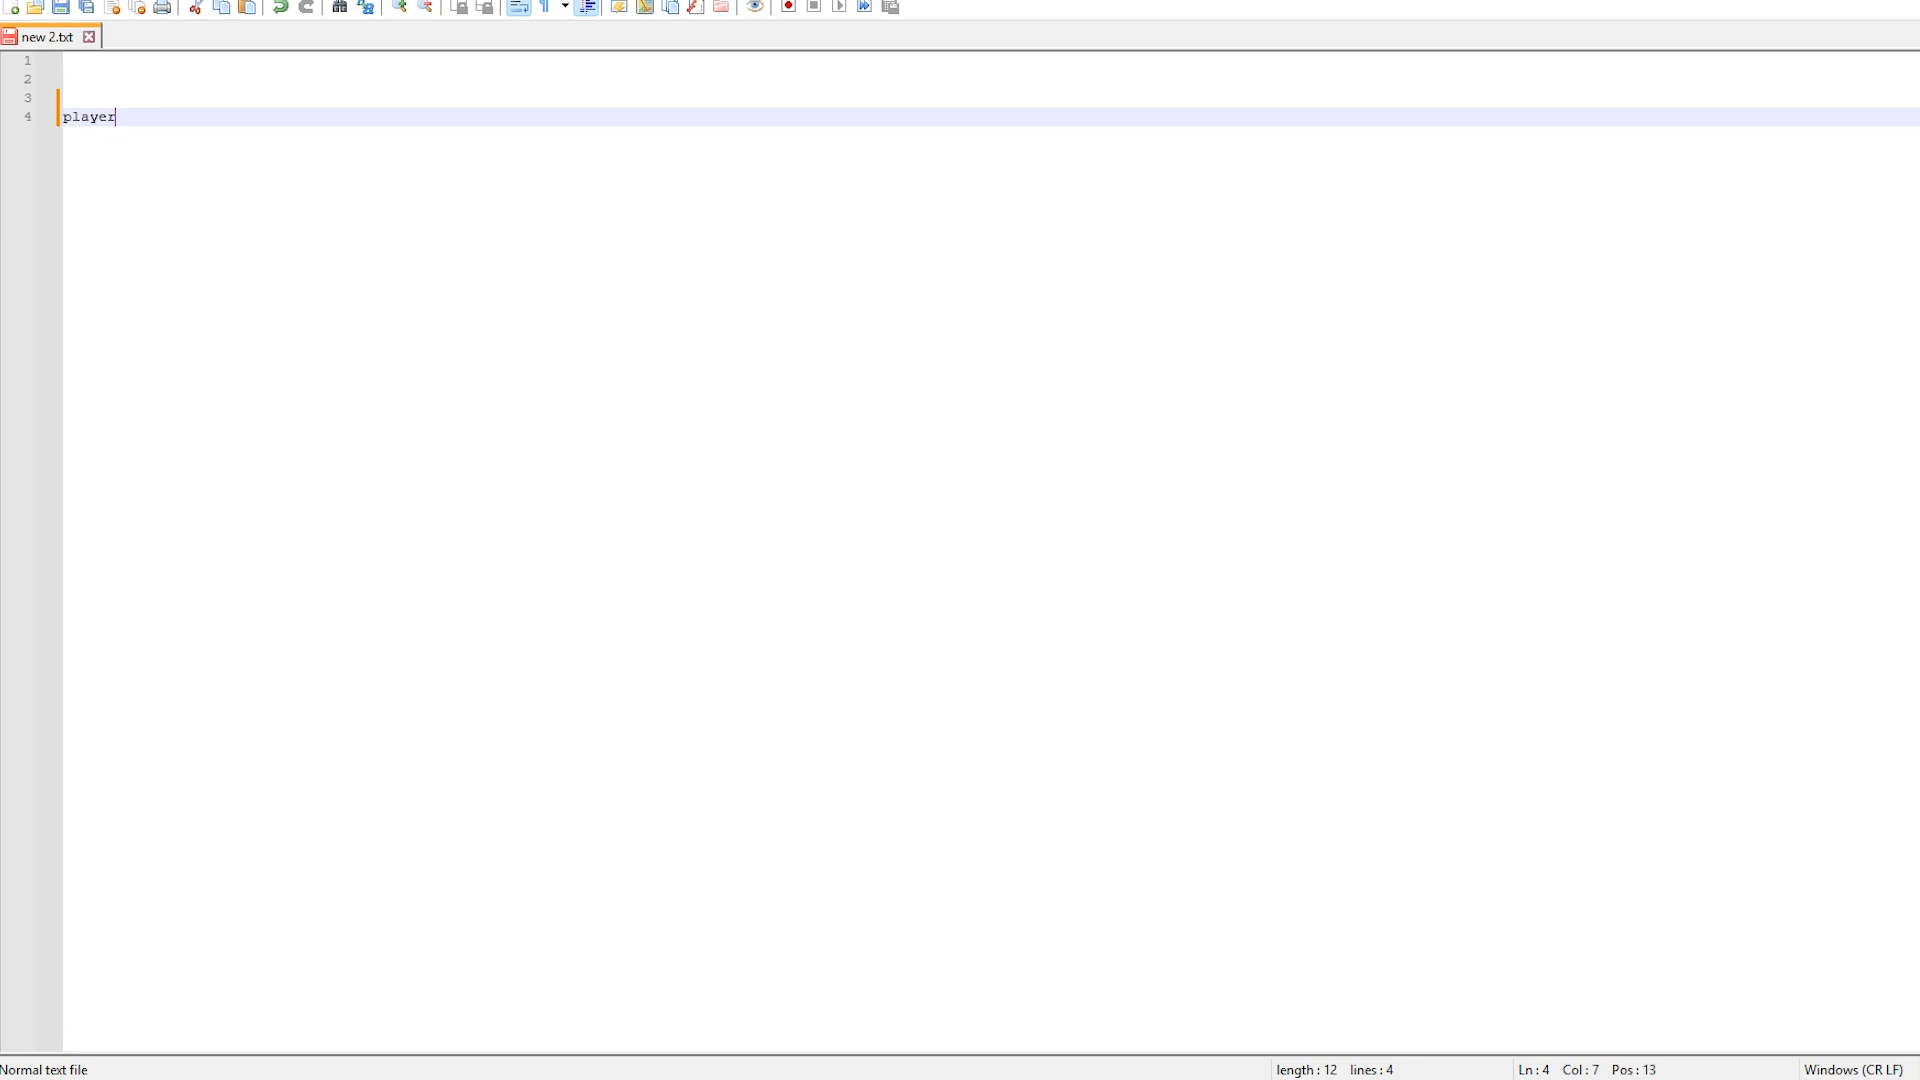 new 2.txt
1
2
3
4 player
Normal text file length : 12 lines : 4 Ln : 4 Col : 7 Pos : 13 Windows (CR LF)